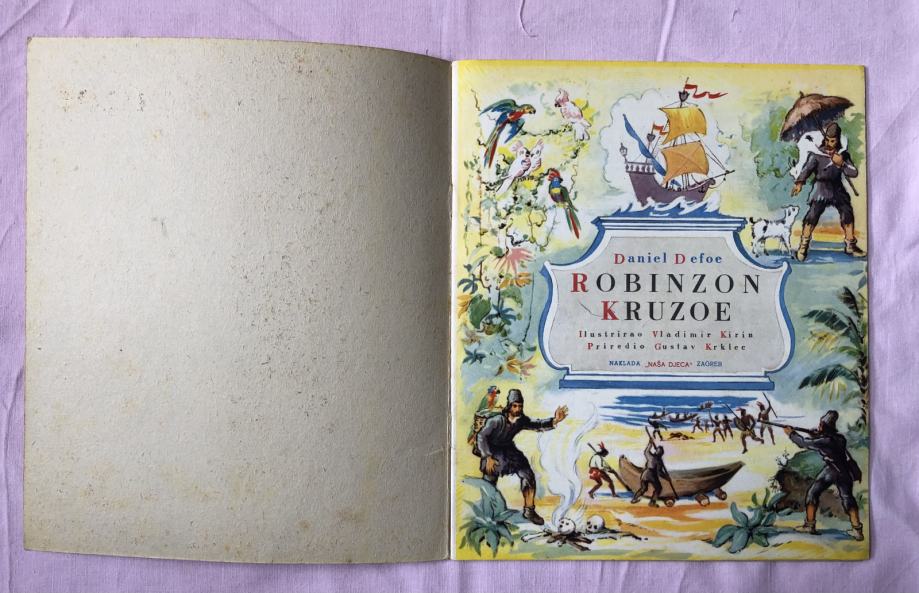 Daniel Defoe
ROBINZON
KRUZOE
Ilustrirao Vladimir Kirin
Priredio Gustav Krklec
NAKLADA „NAŠA DJECA“ ZAGREB